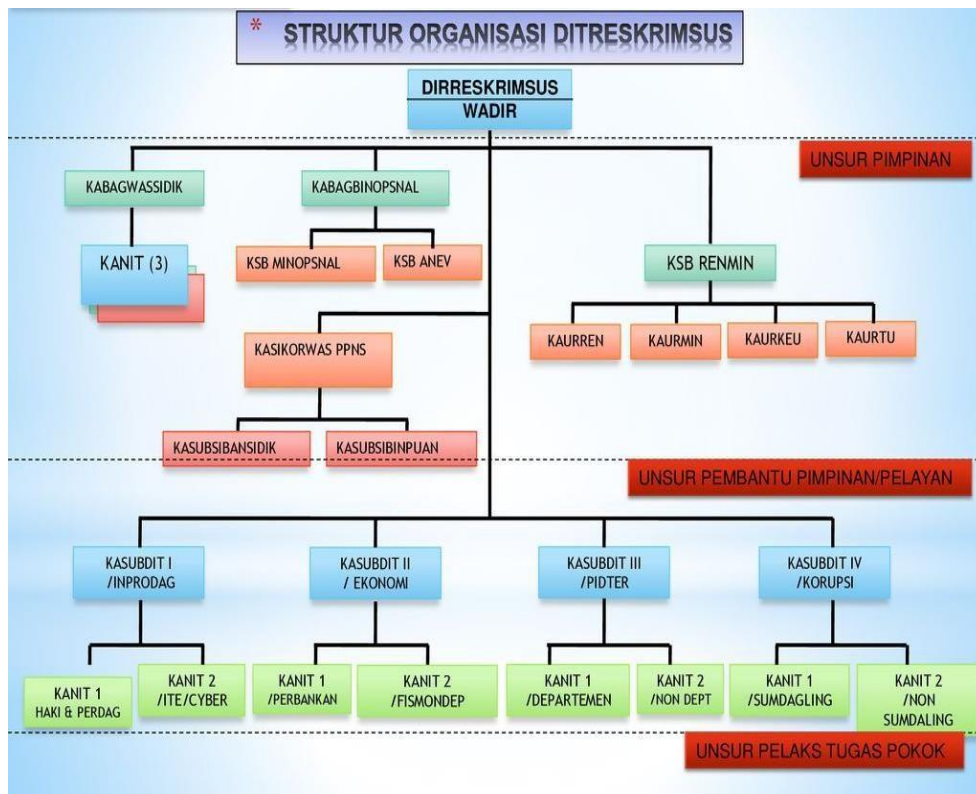 * STRUKTUR ORGANISASI DITRESKRIMSUS
DIRRESKRIMSUS
WADIR
UNSUR PIMPINAN
KABAGWASSIDIK
KABAGBINOPSNAL
KANIT (3)
KSB MINOPSNAL
KSB ANEV
KSB RENMIN
KAURREN
KAURMIN
KAURKEU
KAURTU
KASIKORWAS PPNS
KASUBSIBANSIDIK
KASUBSIBINPUAN
UNSUR PEMBANTU PIMPINAN/PELAYAN
KASUBDIT I
/INPRODAG
KASUBDIT II
/ EKONOMI
KASUBDIT III
/PIDTER
KASUBDIT IV
/KORUPSI
KANIT 1
HAKI & PERDAG
KANIT 2
/ITE/CYBER
KANIT 1
/PERBANKAN
KANIT 2
/FISMONDEP
KANIT 1
/DEPARTEMEN
KANIT 2
/NON DEPT
KANIT 1
/SUMDAGLING
KANIT 2
/NON
SUMDALING
UNSUR PELAKS TUGAS POKOK